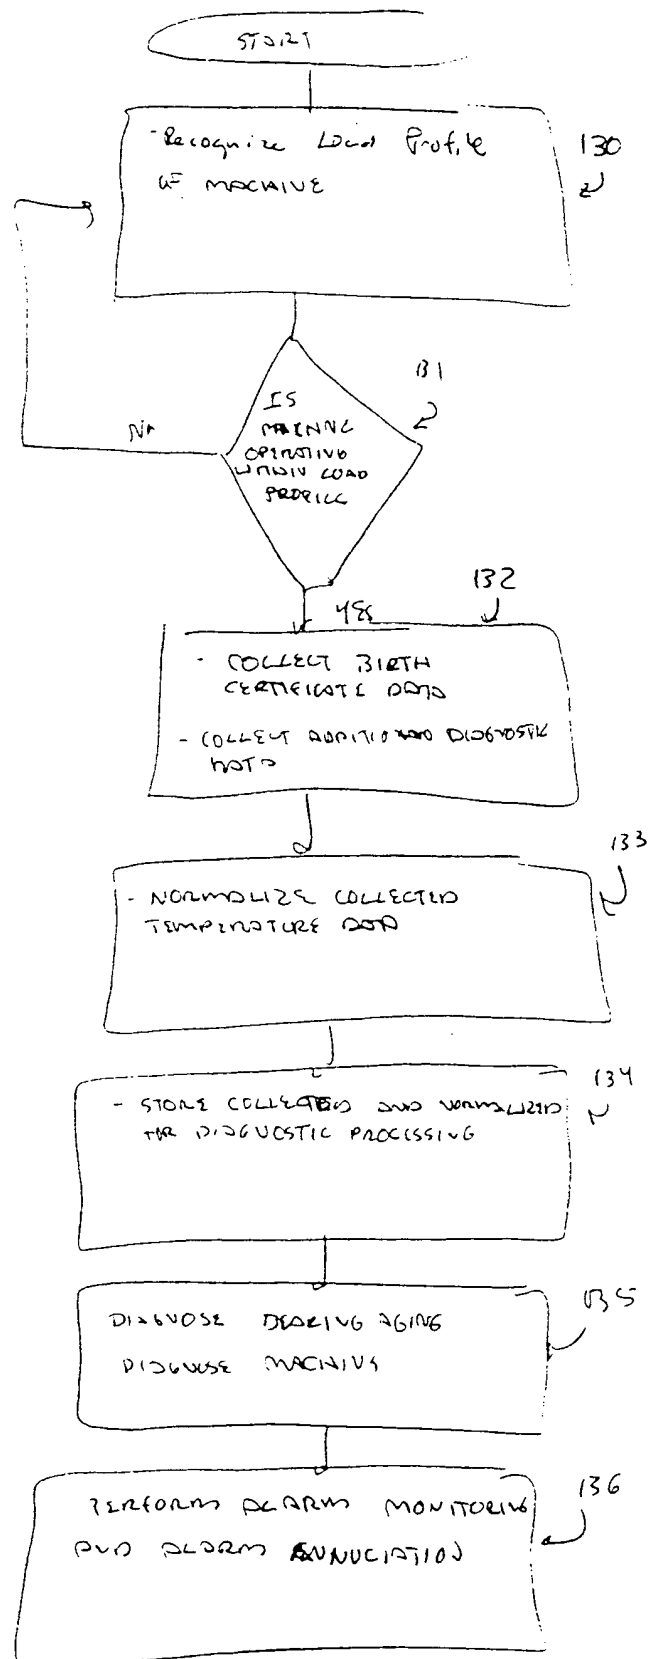 START
- Recognize Load Profile
OF MACHINE
130
131
IS
MACHINE
OPERATING
WITHIN LOAD
PROFILE
No
YES
132
- COLLECT BIRTH
CERTIFICATE DATA
- COLLECT ADDITIONAL DIAGNOSTIC
DATA
133
- NORMALIZE COLLECTED
TEMPERATURE DATA
134
- STORE COLLECTED AND NORMALIZED
FOR DIAGNOSTIC PROCESSING
135
DIAGNOSE BEARING AGING
DIAGNOSE MACHINE
136
PERFORM ALARM MONITORING
AND ALARM ANNUCIATION